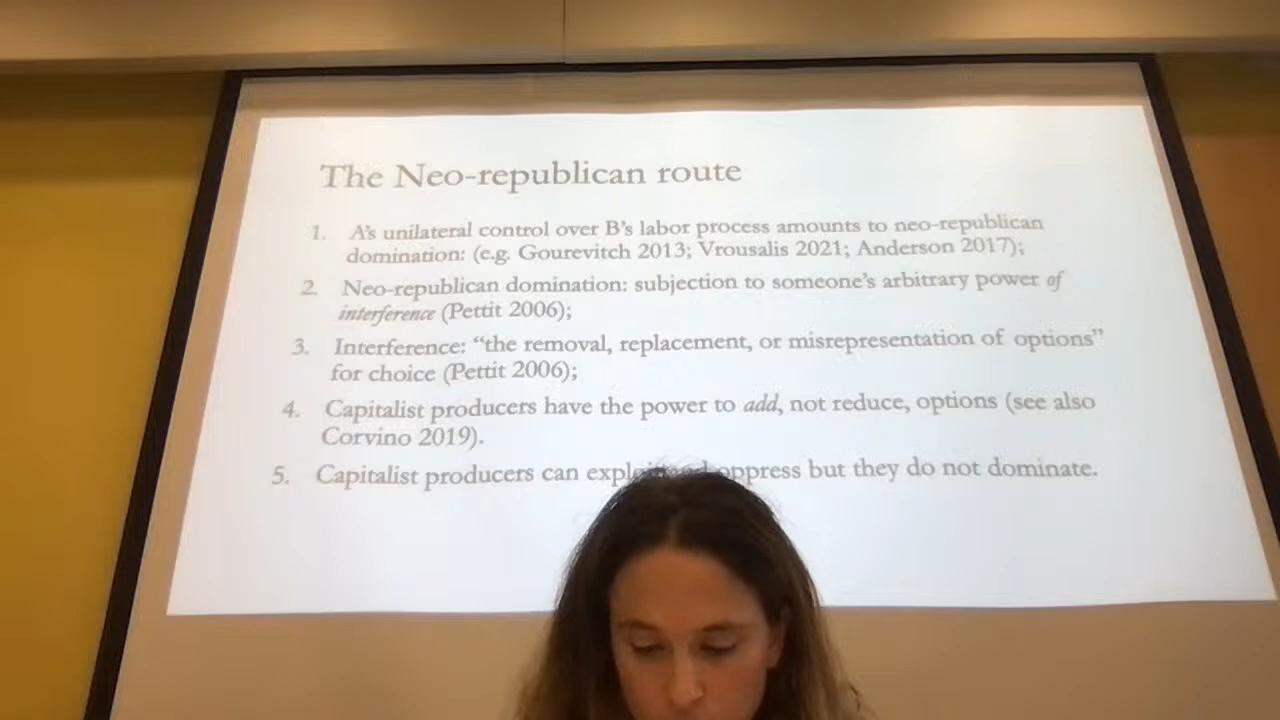 The Neo-republican route
1. A's unilateral control over B's labor process amounts to neo-republican
domination: (e.g. Gourevitch 2013; Vrousalis 2021; Anderson 2017);
2. Neo-republican domination: subjection to someone's arbitrary power of
interference (Pettit 2006);
3. Interference: "the removal, replacement, or misrepresentation of options"
for choice (Pettit 2006);
4. Capitalist producers have the power to add, not reduce, options (see also
Corvino 2019).
5. Capitalist producers can but they do not dominate.